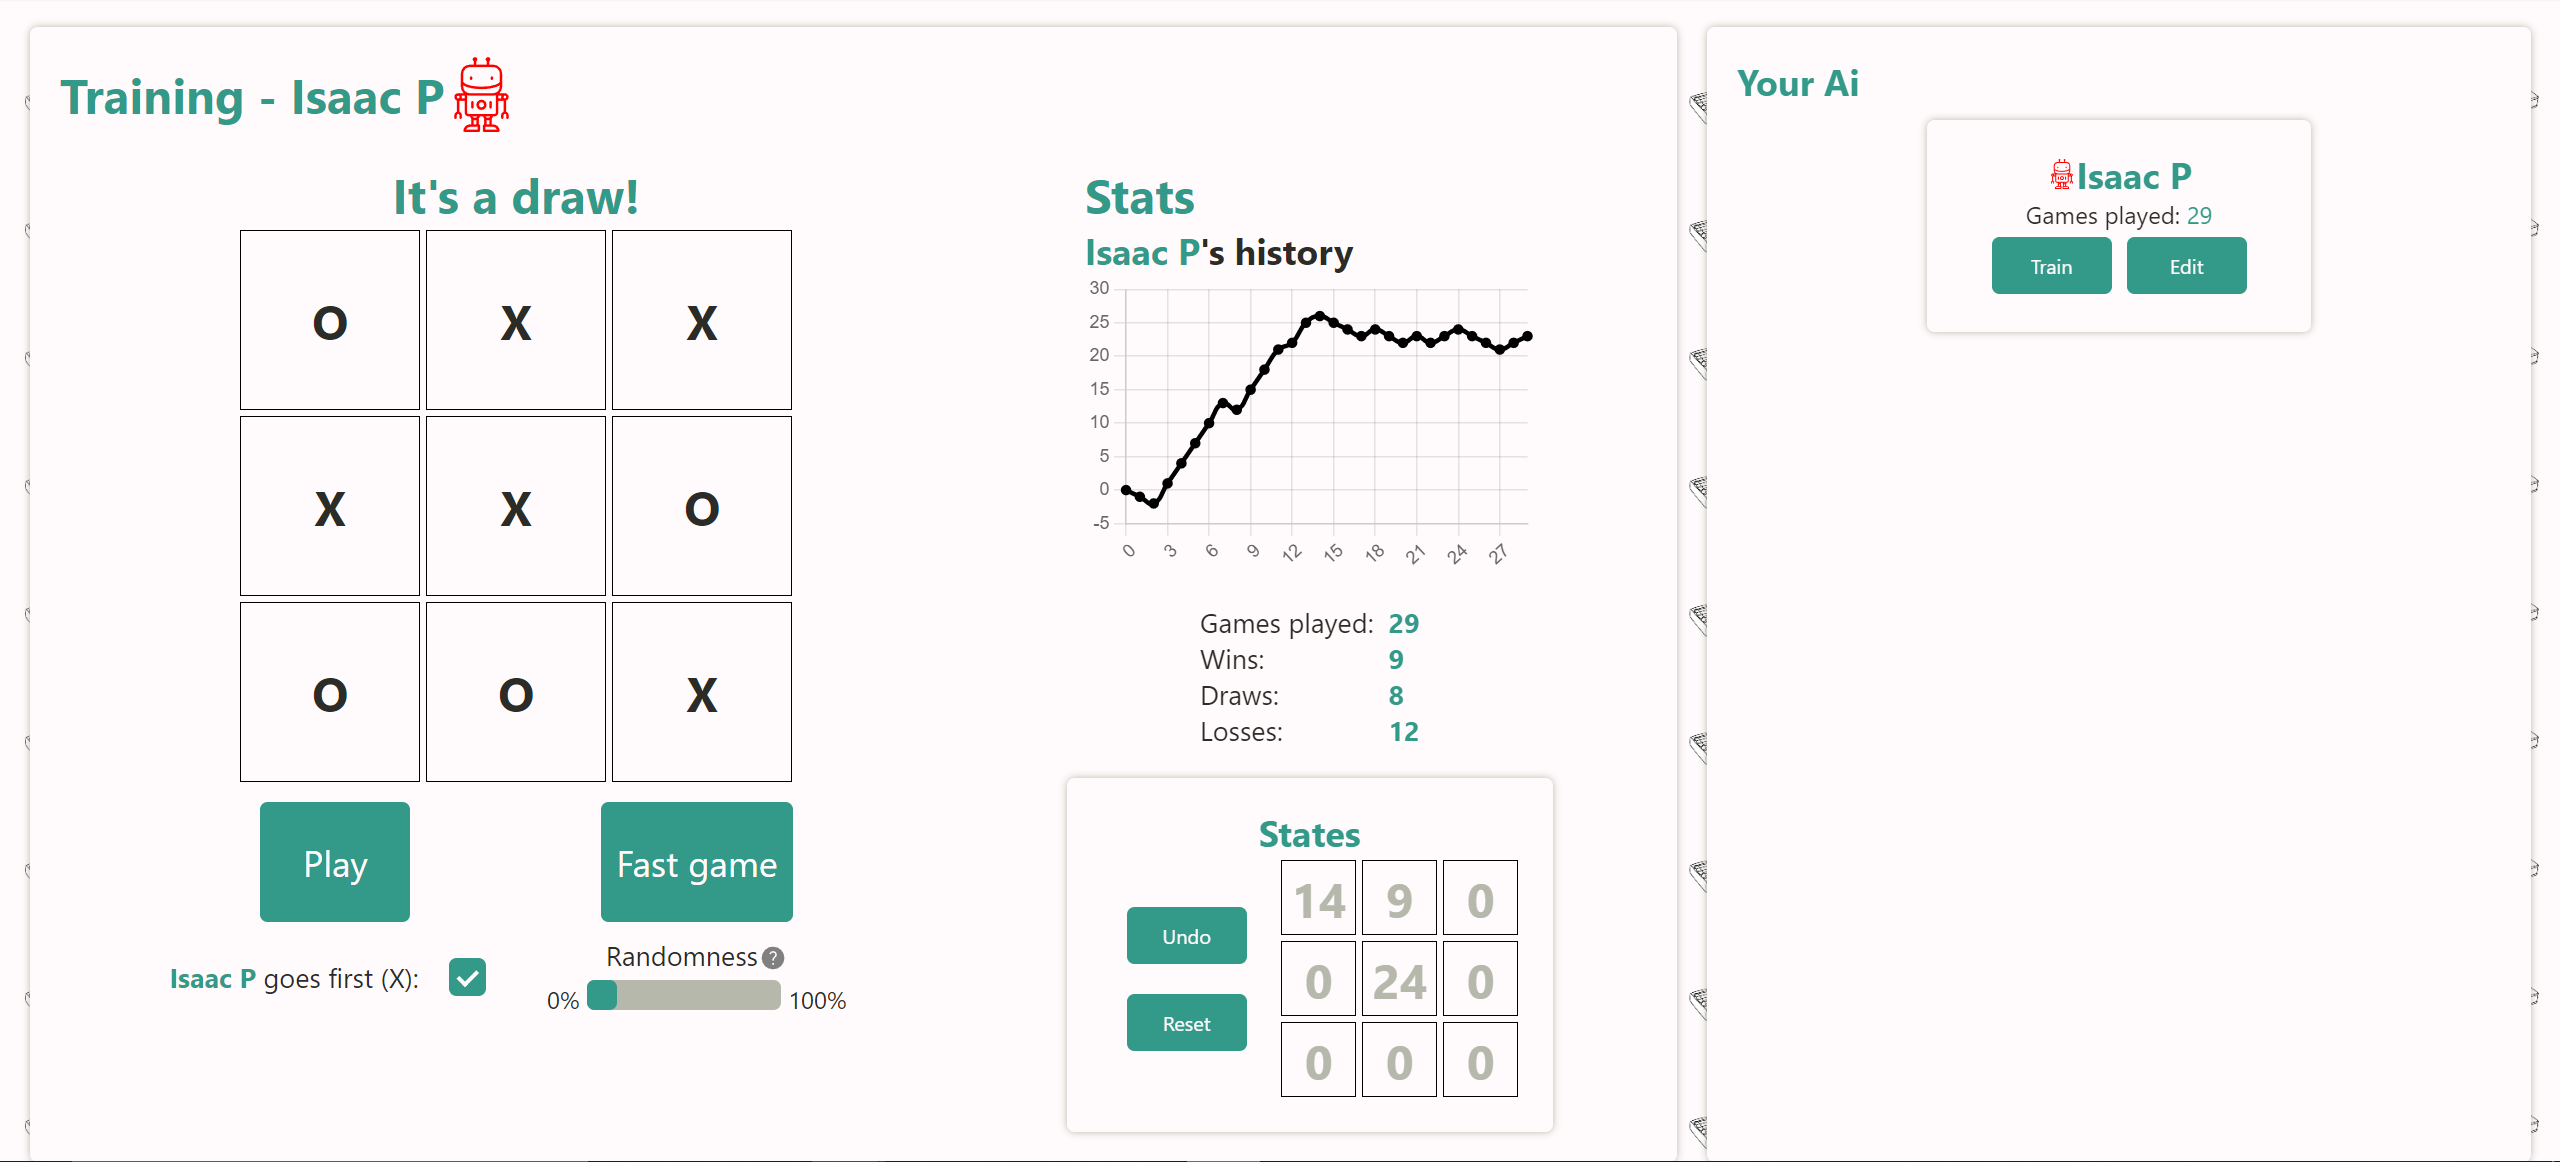 Training - Isaac P
It's a draw!
O X X
X X O
O O X
Play
Fast game
Isaac P goes first (X):
Randomness ?
0% 100%
Stats
Isaac P's history
30
25
20
15
10
5
0
-5
0 3 6 9 12 15 18 21 24 27
Games played: 29
Wins: 9
Draws: 8
Losses: 12
States
Undo
Reset
14 9 0
0 24 0
0 0 0
Your Ai
Isaac P
Games played: 29
Train Edit